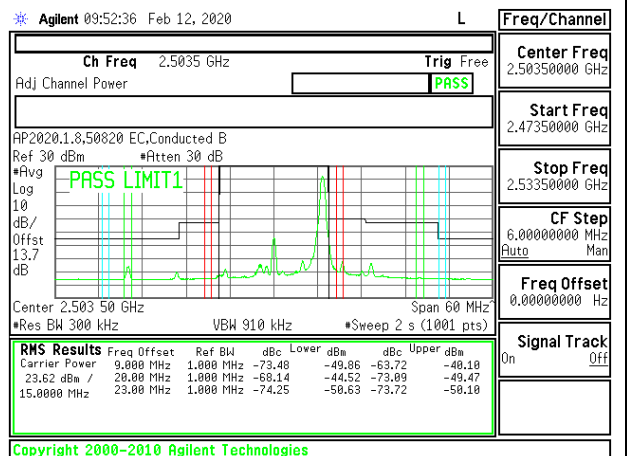 Agilent 09:52:36 Feb 12, 2020 L
Freq/Channel
Ch Freq 2.5035 GHz Trig Free
Adj Channel Power PASS
Center Freq
2.50350000 GHz
Start Freq
2.47350000 GHz
Stop Freq
2.53350000 GHz
CF Step
6.00000000 MHz
Auto Man
Freq Offset
0.00000000 Hz
Signal Track
On Off
AP2020.1.8,50820 EC,Conducted B
Ref 30 dBm #Atten 30 dB
#Avg
Log
10
dB/
Offst
13.7
dB
PASS LIMIT1
Center 2.503 50 GHz Span 60 MHz^
#Res BW 300 kHz VBW 910 kHz #Sweep 2 s (1001 pts)
RMS Results Freq Offset Ref BW dBc Lower dBm dBc Upper dBm
Carrier Power 9.000 MHz 1.000 MHz -73.48 -49.86 -63.72 -40.10
23.62 dBm / 20.00 MHz 1.000 MHz -68.14 -44.52 -73.09 -49.47
15.0000 MHz 23.00 MHz 1.000 MHz -74.25 -50.63 -73.72 -50.10
Copyright 2000-2010 Agilent Technologies